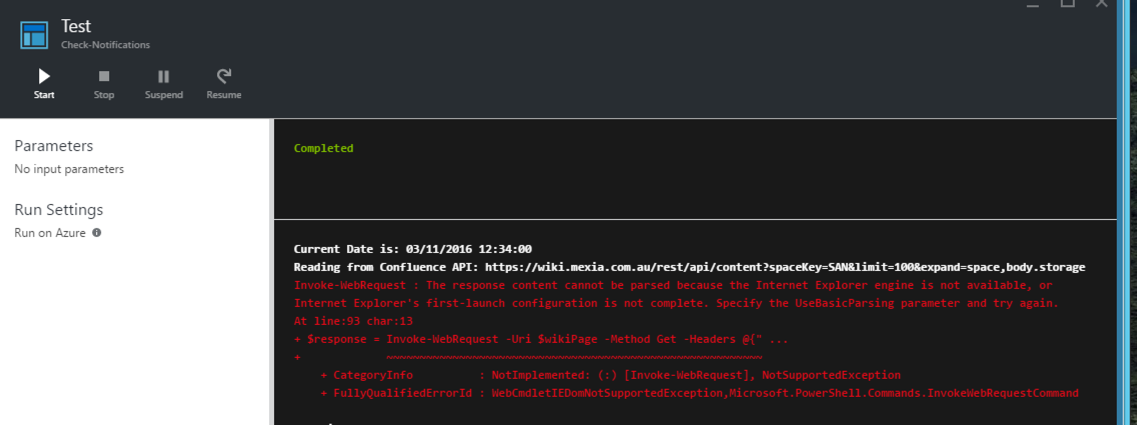 Test
Check-Notifications
Start Stop Suspend Resume
Parameters
No input parameters
Run Settings
Run on Azure
Completed
Current Date is: 03/11/2016 12:34:00
Reading from Confluence API: https://wiki.mexia.com.au/rest/api/content?spaceKey=SAN&limit=100&expand=space,body.storage
Invoke-WebRequest : The response content cannot be parsed because the Internet Explorer engine is not available, or
Internet Explorer's first-launch configuration is not complete. Specify the UseBasicParsing parameter and try again.
At line:93 char:13
+ $response = Invoke-WebRequest -Uri $wikiPage -Method Get -Headers @{" ...
+             ~~~~~~~~~~~~~~~~~~~~~~~~~~~~~~~~~~~~~~~~~~~~~~~~~~~~~~~~~
    + CategoryInfo          : NotImplemented: (:) [Invoke-WebRequest], NotSupportedException
    + FullyQualifiedErrorId : WebCmdletIEDomNotSupportedException,Microsoft.PowerShell.Commands.InvokeWebRequestCommand